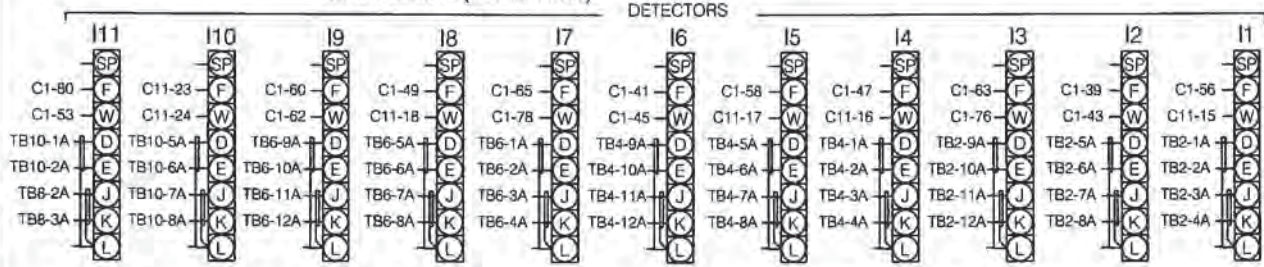 DETECTORS
I11 I10 I9 I8 I7 I6 I5 I4 I3 I2 I1
SP SP SP SP SP SP SP SP SP SP SP
C1-80 F C11-23 F C1-60 F C1-49 F C1-65 F C1-41 F C1-58 F C1-47 F C1-63 F C1-39 F C1-56 F
C1-53 W C11-24 W C1-62 W C11-18 W C1-78 W C1-45 W C11-17 W C11-16 W C1-76 W C1-43 W C11-15 W
TB10-1A D TB10-5A D TB6-9A D TB6-5A D TB6-1A D TB4-9A D TB4-5A D TB4-1A D TB2-9A D TB2-5A D TB2-1A D
TB10-2A E TB10-6A E TB6-10A E TB6-6A E TB6-2A E TB4-10A E TB4-6A E TB4-2A E TB2-10A E TB2-6A E TB2-2A E
TB8-2A J TB10-7A J TB6-11A J TB6-7A J TB6-3A J TB4-11A J TB4-7A J TB4-3A J TB2-11A J TB2-7A J TB2-3A J
TB8-3A K TB10-8A K TB6-12A K TB6-8A K TB6-4A K TB4-12A K TB4-8A K TB4-4A K TB2-12A K TB2-8A K TB2-4A K
L L L L L L L L L L L